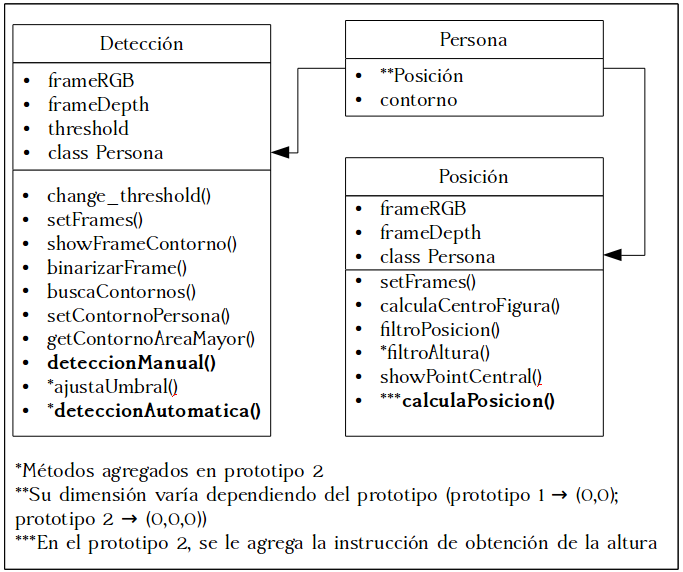 Detección
• frameRGB
• frameDepth
• threshold
• class Persona
• change_threshold()
• setFrames()
• showFrameContorno()
• binarizarFrame()
• buscaContornos()
• setContornoPersona()
• getContornoAreaMayor()
• deteccionManual()
• *ajustaUmbral()
• *deteccionAutomatica()
Persona
• **Posición
• contorno
Posición
• frameRGB
• frameDepth
• class Persona
• setFrames()
• calculaCentroFigura()
• filtroPosicion()
• *filtroAltura()
• showPointCentral()
• ***calculaPosicion()
*Métodos agregados en prototipo 2
**Su dimensión varía dependiendo del prototipo (prototipo 1 → (0,0);
prototipo 2 → (0,0,0))
***En el prototipo 2, se le agrega la instrucción de obtención de la altura